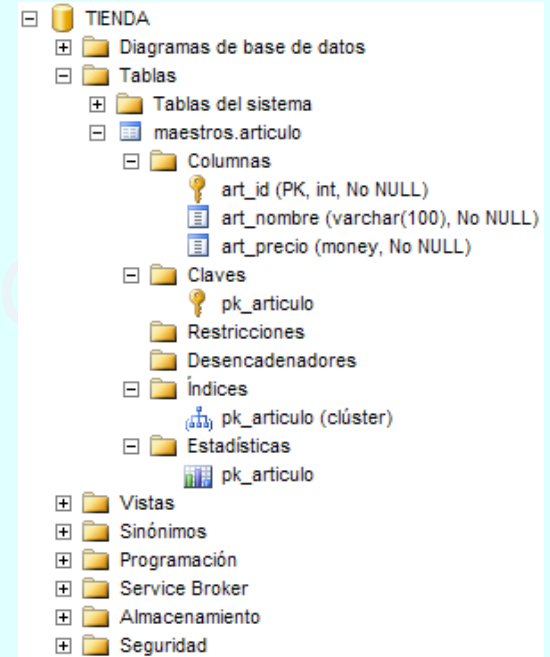 TIENDA
Diagramas de base de datos
Tablas
Tablas del sistema
maestros.articulo
Columnas
art_id (PK, int, No NULL)
art_nombre (varchar(100), No NULL)
art_precio (money, No NULL)
Claves
pk_articulo
Restricciones
Desencadenadores
Índices
pk_articulo (clúster)
Estadísticas
pk_articulo
Vistas
Sinónimos
Programación
Service Broker
Almacenamiento
Seguridad